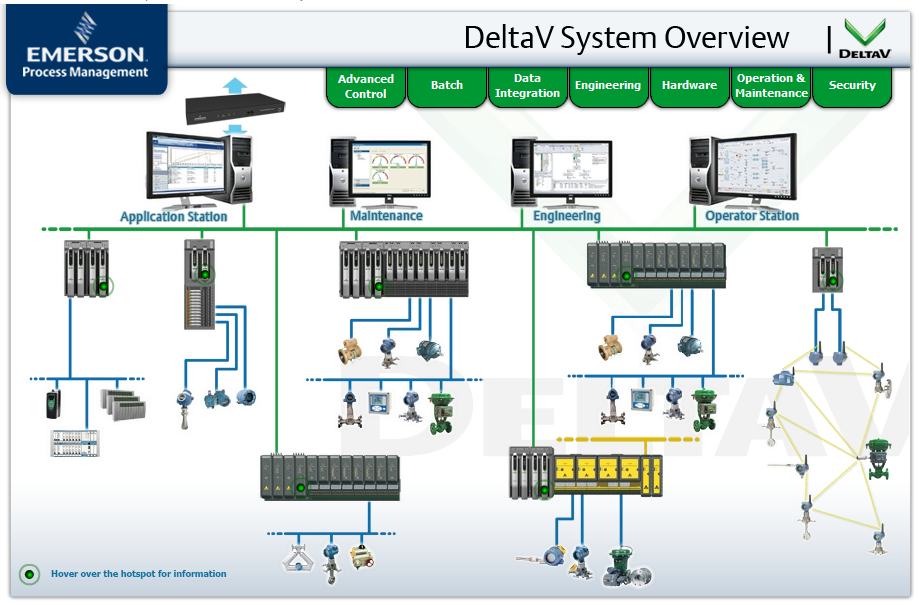 EMERSON
Process Management
DeltaV System Overview
DELTAV
Advanced
Control
Batch
Data
Integration
Engineering
Hardware
Operation &
Maintenance
Security
Application Station
Maintenance
Engineering
Operator Station
DELTAV
Hover over the hotspot for information